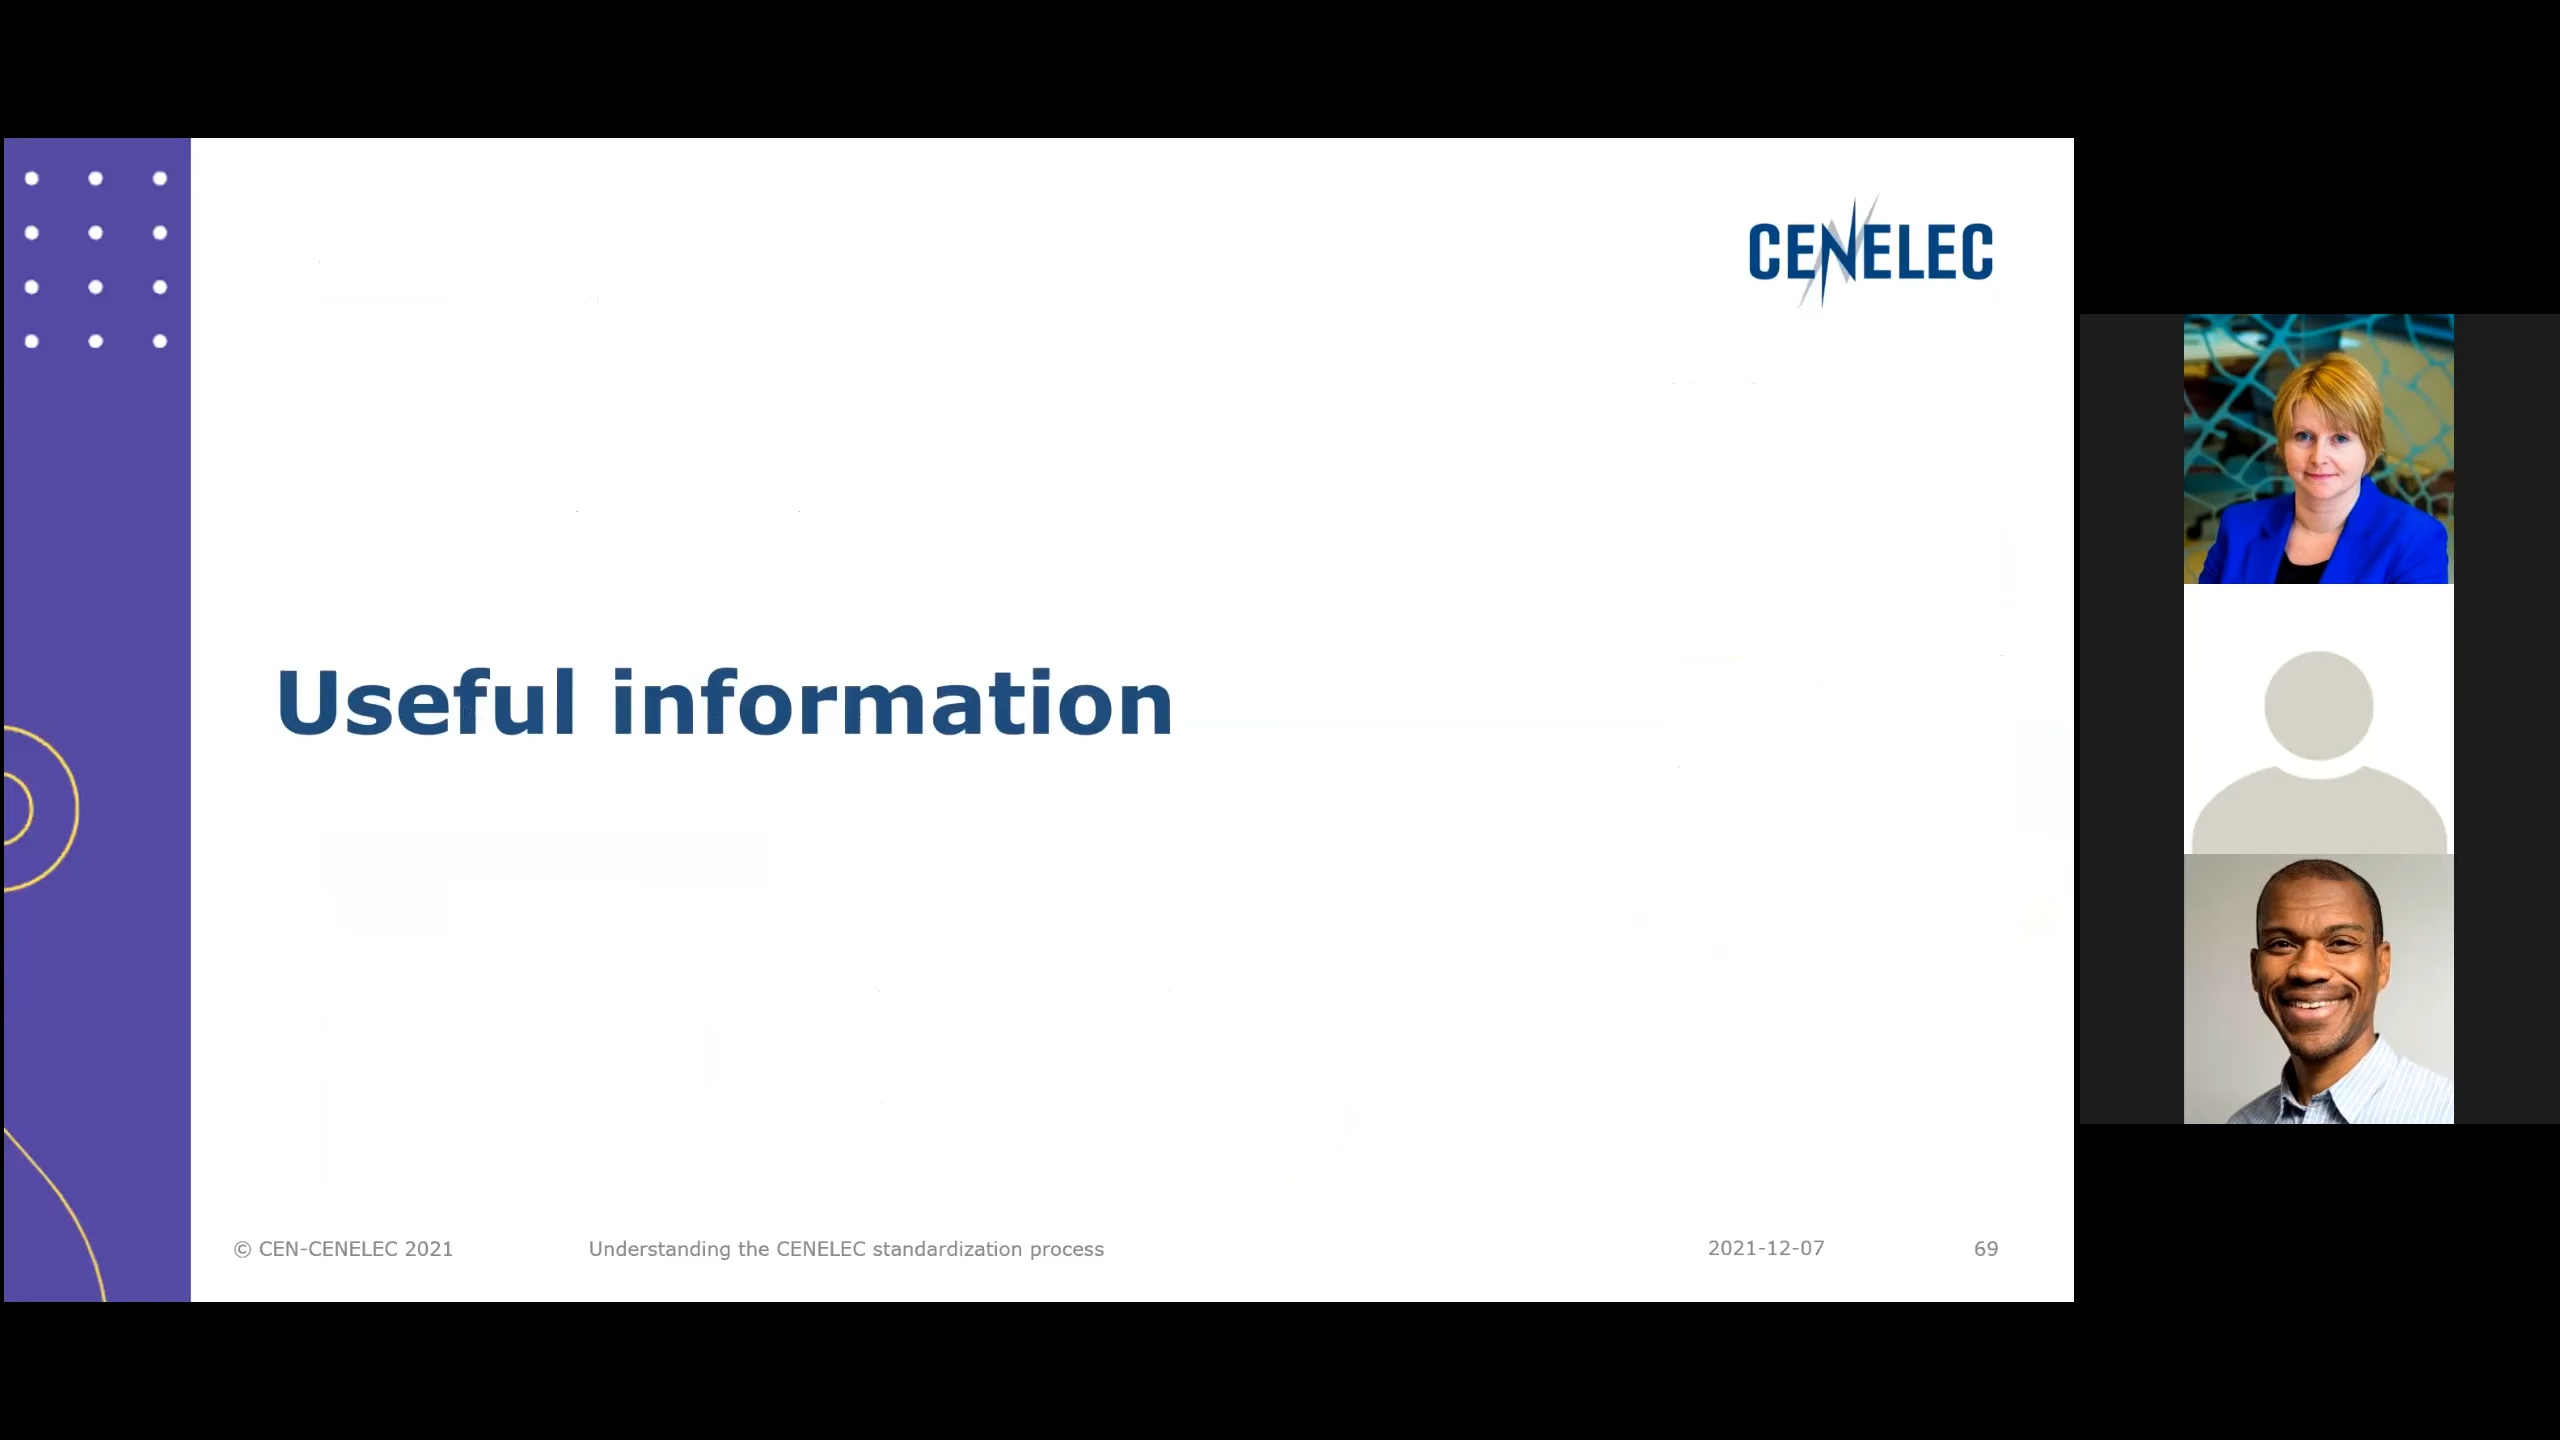 CENELEC
Useful information
© CEN-CENELEC 2021 Understanding the CENELEC standardization process 2021-12-07 69